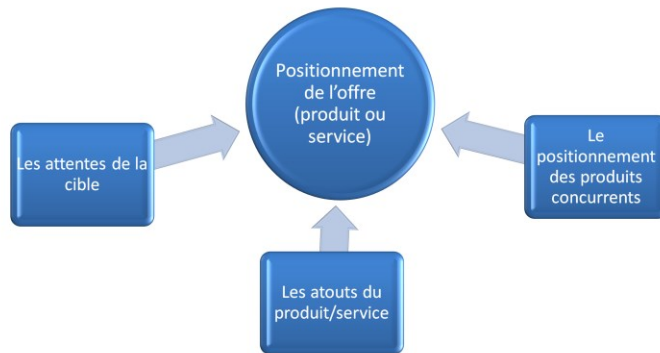 Positionnement
de l'offre
(produit ou
service)
Les attentes de la
cible
Le
positionnement
des produits
concurrents
Les atouts du
produit/service